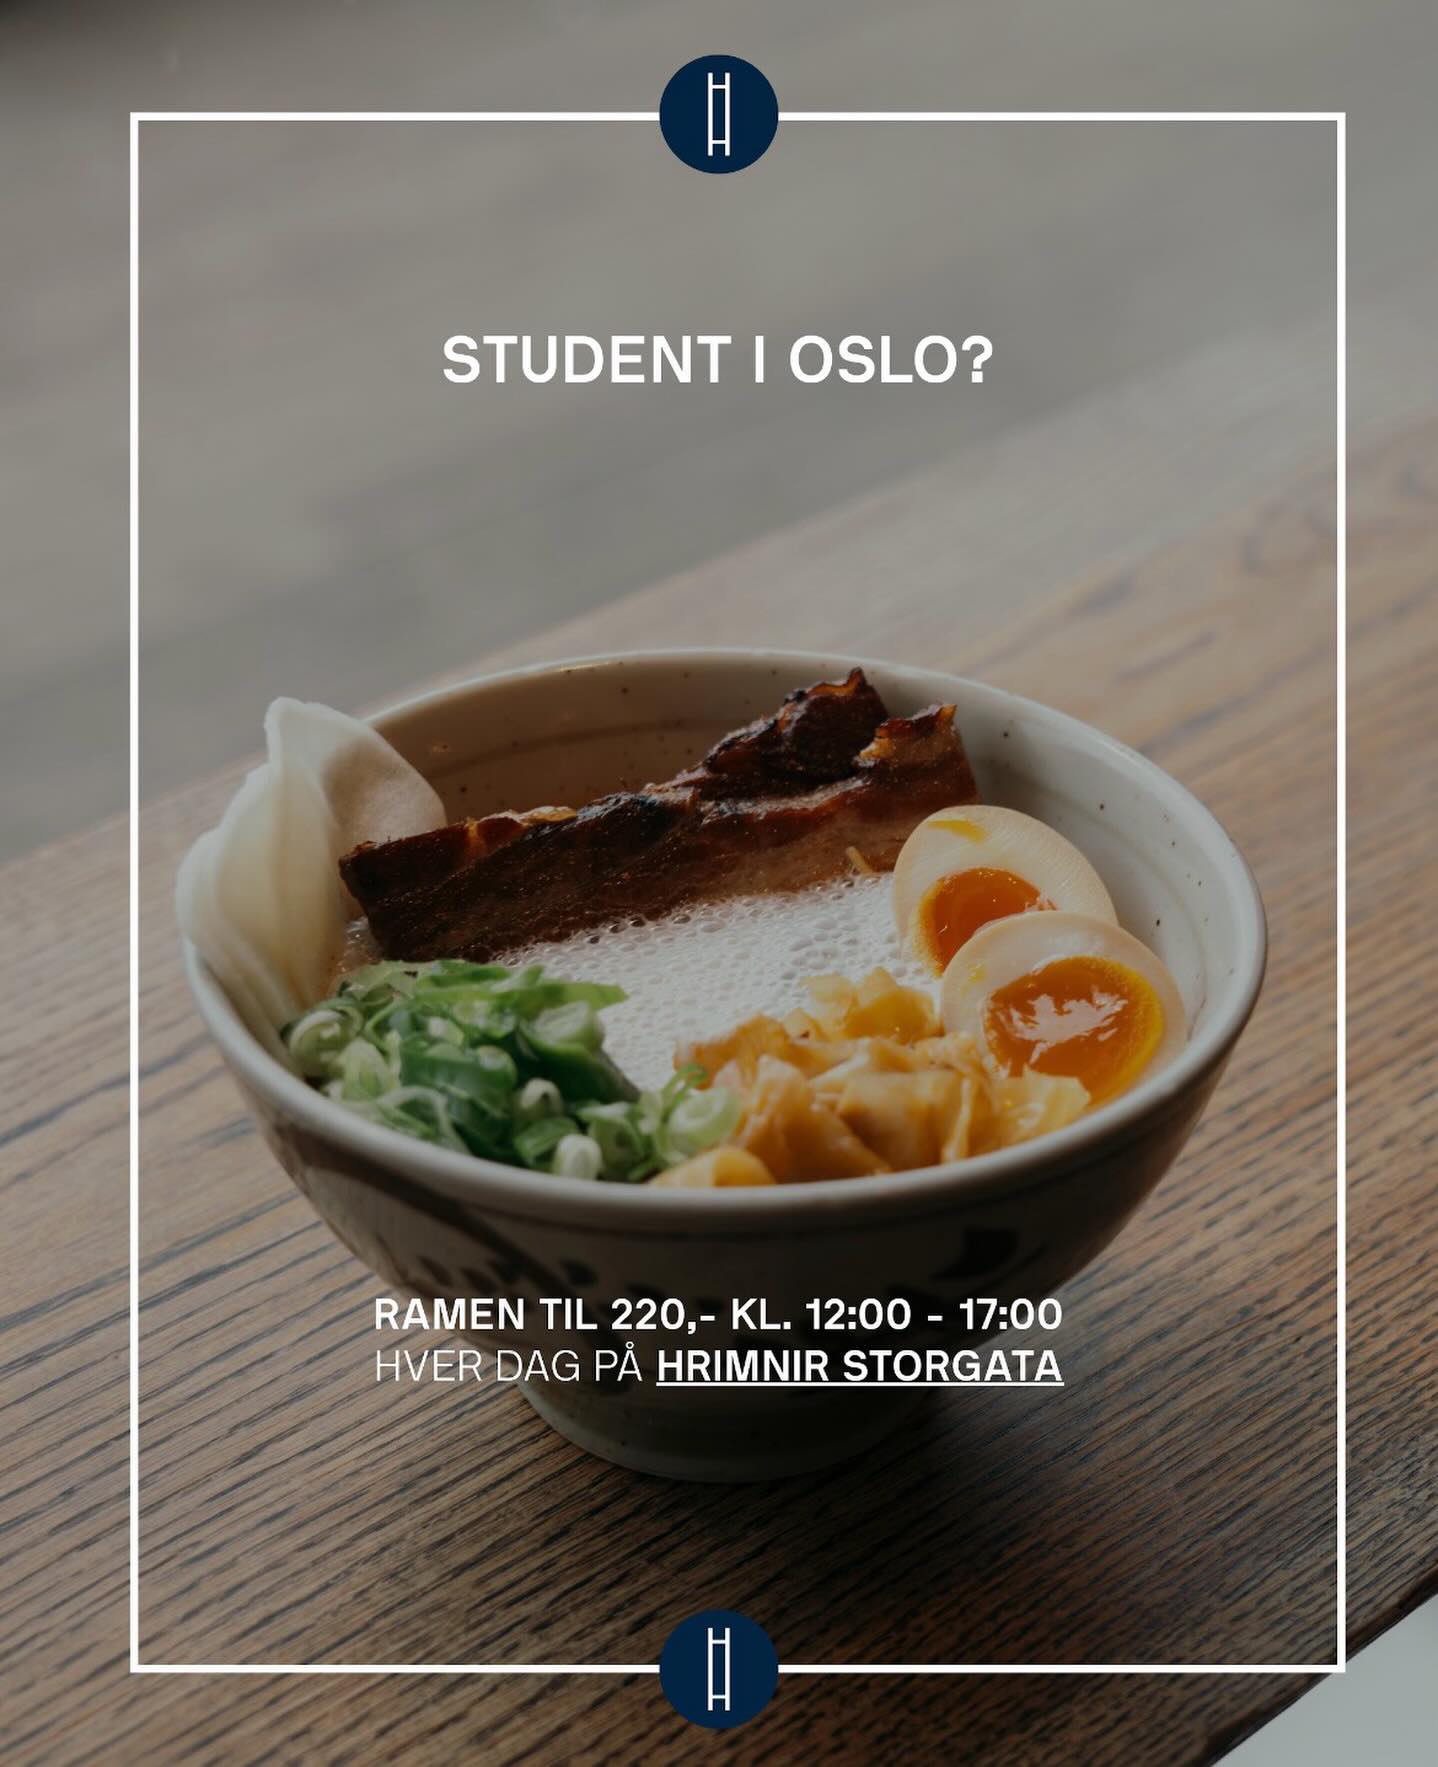 STUDENT I OSLO?
RAMEN TIL 220,- KL. 12:00 - 17:00
HVER DAG PÅ HRIMNIR STORGATA